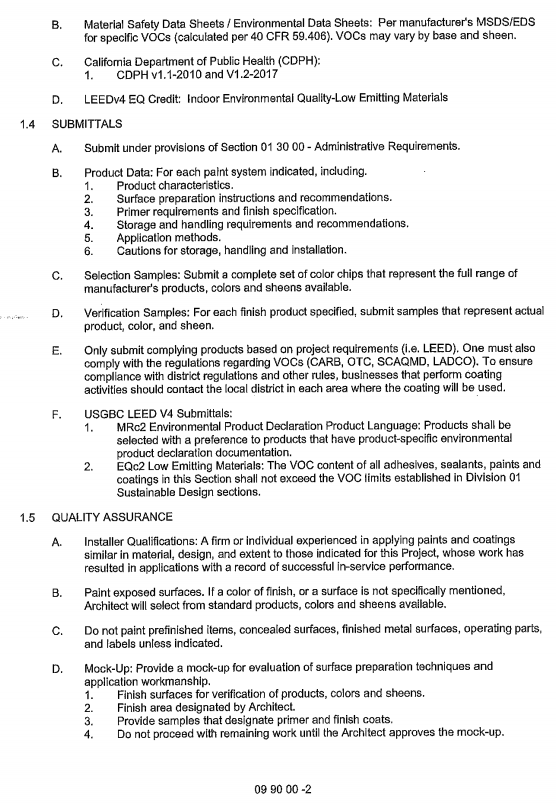 B. Material Safety Data Sheets / Environmental Data Sheets: Per manufacturer's MSDS/EDS
for specific VOCs (calculated per 40 CFR 59.406). VOCs may vary by base and sheen.
C. California Department of Public Health (CDPH):
1. CDPH v1.1-2010 and V1.2-2017
D. LEEDv4 EQ Credit: Indoor Environmental Quality-Low Emitting Materials
1.4 SUBMITTALS
A. Submit under provisions of Section 01 30 00 - Administrative Requirements.
B. Product Data: For each paint system indicated, including.
1. Product characteristics.
2. Surface preparation instructions and recommendations.
3. Primer requirements and finish specification.
4. Storage and handling requirements and recommendations.
5. Application methods.
6. Cautions for storage, handling and installation.
C. Selection Samples: Submit a complete set of color chips that represent the full range of
manufacturer's products, colors and sheens available.
D. Verification Samples: For each finish product specified, submit samples that represent actual
product, color, and sheen.
E. Only submit complying products based on project requirements (i.e. LEED). One must also
comply with the regulations regarding VOCs (CARB, OTC, SCAQMD, LADCO). To ensure
compliance with district regulations and other rules, businesses that perform coating
activities should contact the local district in each area where the coating will be used.
F. USGBC LEED V4 Submittals:
1. MRc2 Environmental Product Declaration Product Language: Products shall be
selected with a preference to products that have product-specific environmental
product declaration documentation.
2. EQc2 Low Emitting Materials: The VOC content of all adhesives, sealants, paints and
coatings in this Section shall not exceed the VOC limits established in Division 01
Sustainable Design sections.
1.5 QUALITY ASSURANCE
A. Installer Qualifications: A firm or individual experienced in applying paints and coatings
similar in material, design, and extent to those indicated for this Project, whose work has
resulted in applications with a record of successful in-service performance.
B. Paint exposed surfaces. If a color of finish, or a surface is not specifically mentioned,
Architect will select from standard products, colors and sheens available.
C. Do not paint prefinished items, concealed surfaces, finished metal surfaces, operating parts,
and labels unless indicated.
D. Mock-Up: Provide a mock-up for evaluation of surface preparation techniques and
application workmanship.
1. Finish surfaces for verification of products, colors and sheens.
2. Finish area designated by Architect.
3. Provide samples that designate primer and finish coats.
4. Do not proceed with remaining work until the Architect approves the mock-up.
09 90 00 -2